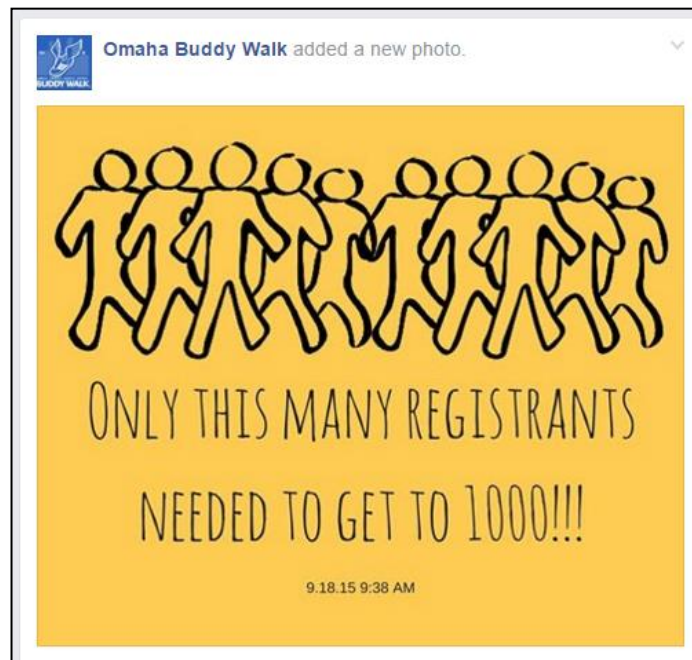 Omaha Buddy Walk added a new photo.
BUDDY WALK
ONLY THIS MANY REGISTRANTS
NEEDED TO GET TO 1000!!!
9.18.15 9:38 AM